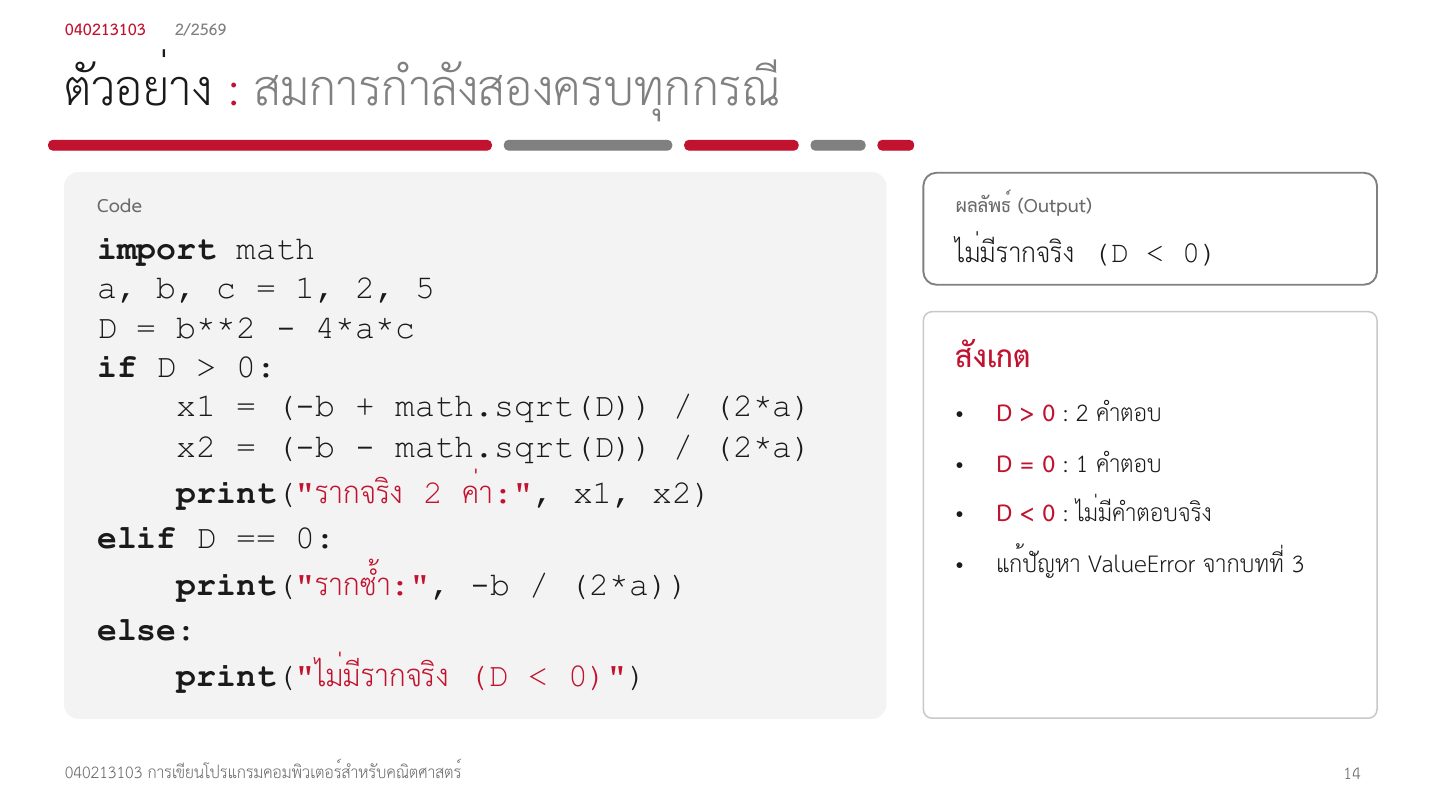 040213103 2/2569
ตัวอย่าง : สมการกำลังสองครบทุกกรณี
Code
import math
a, b, c = 1, 2, 5
D = b**2 - 4*a*c
if D > 0:
    x1 = (-b + math.sqrt(D)) / (2*a)
    x2 = (-b - math.sqrt(D)) / (2*a)
    print("รากจริง 2 ค่า:", x1, x2)
elif D == 0:
    print("รากซ้ำ:", -b / (2*a))
else:
    print("ไม่มีรากจริง (D < 0)")
ผลลัพธ์ (Output)
ไม่มีรากจริง (D < 0)
สังเกต
• D > 0 : 2 คำตอบ
• D = 0 : 1 คำตอบ
• D < 0 : ไม่มีคำตอบจริง
• แก้ปัญหา ValueError จากบทที่ 3
040213103 การเขียนโปรแกรมคอมพิวเตอร์สำหรับคณิตศาสตร์
14